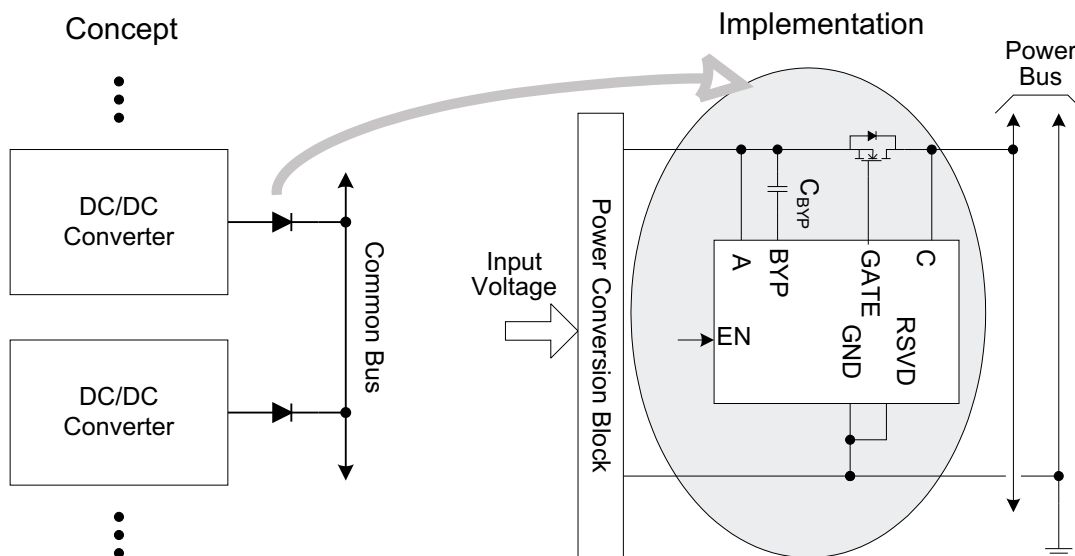 Concept
Implementation
Power
Bus
DC/DC
Converter
Common Bus
DC/DC
Converter
Input
Voltage
Power Conversion Block
CBYP
A
BYP
GATE
C
EN
GND
RSVD